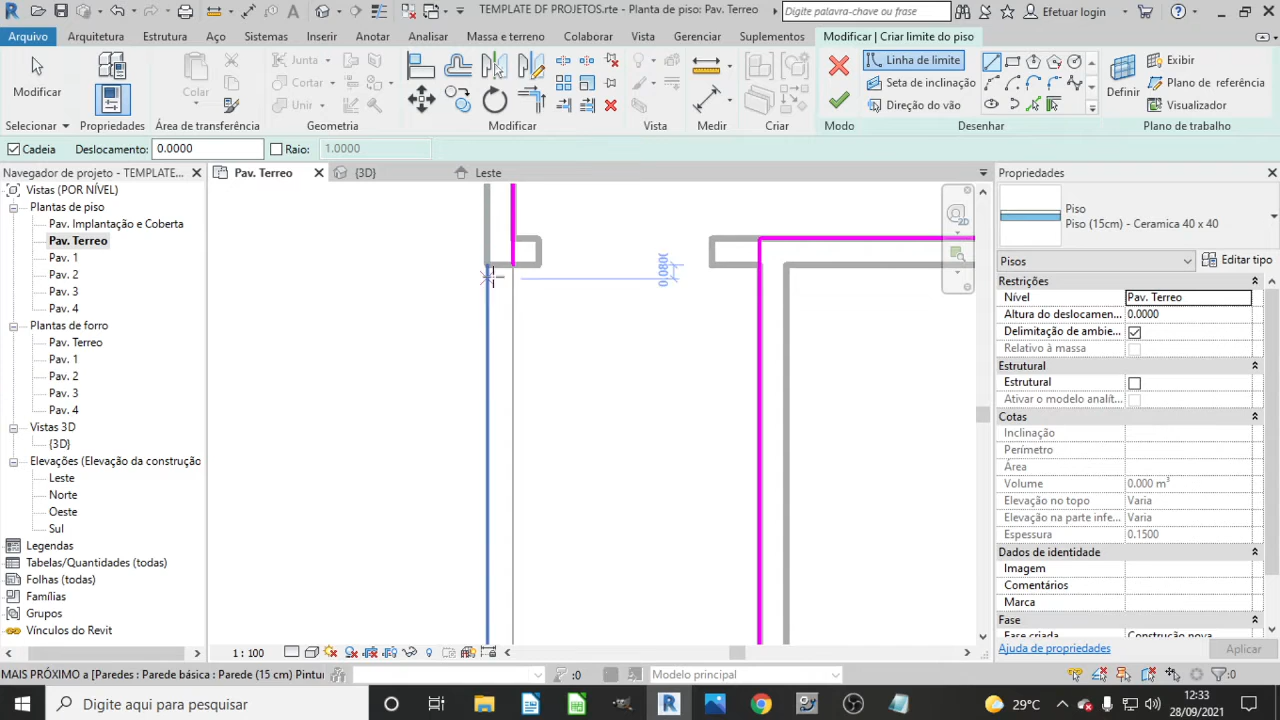 TEMPLATE DF PROJETOS.rte - Planta de piso: Pav. Terreo
Digite palavra-chave ou frase
Efetuar login
Arquivo
Arquitetura
Estrutura
Aço
Sistemas
Inserir
Anotar
Analisar
Massa e terreno
Colaborar
Vista
Gerenciar
Suplementos
Modificar | Criar limite do piso
Modificar
Propriedades
Colar
Junta
Cortar
Unir
Definir
Linha de limite
Seta de inclinação
Direção do vão
Exibir
Plano de referência
Visualizador
Selecionar
Propriedades
Área de transferência
Geometria
Modificar
Vista
Medir
Criar
Modo
Desenhar
Plano de trabalho
Cadeia
Deslocamento:
0.0000
Raio:
1.0000
Navegador de projeto - TEMPLATE...
Vistas (POR NÍVEL)
Plantas de piso
Pav. Implantação e Coberta
Pav. Terreo
Pav. 1
Pav. 2
Pav. 3
Pav. 4
Plantas de forro
Pav. Terreo
Pav. 1
Pav. 2
Pav. 3
Pav. 4
Vistas 3D
{3D}
Elevações (Elevação da construção
Leste
Norte
Oeste
Sul
Legendas
Tabelas/Quantidades (todas)
Folhas (todas)
Famílias
Grupos
Vínculos do Revit
Pav. Terreo
{3D}
Leste
2D
Propriedades
Piso
Piso (15cm) - Ceramica 40 x 40
Pisos
Editar tipo
Restrições
Nível Pav. Terreo
Altura do deslocamen... 0.0000
Delimitação de ambie...
Relativo à massa
Estrutural
Estrutural
Ativar o modelo analít...
Cotas
Inclinação
Perímetro
Área
Volume 0.000 m³
Elevação no topo Varia
Elevação na parte infe... Varia
Espessura 0.1500
Dados de identidade
Imagem
Comentários
Marca
Fase
Fase criada Construção nova
Ajuda de propriedades
Aplicar
1 : 100
MAIS PRÓXIMO a [Paredes : Parede básica : Parede (15 cm) Pintur
:0
Modelo principal
:0
Digite aqui para pesquisar
29°C
12:33
28/09/2021